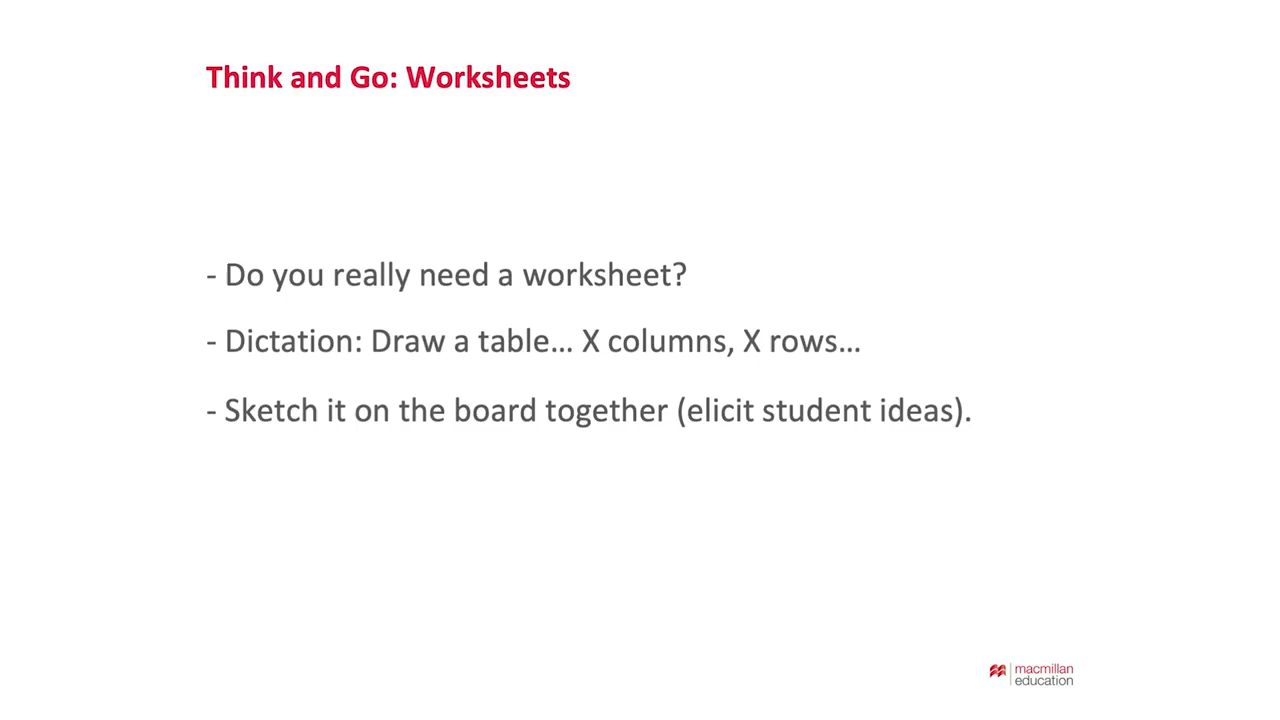 Think and Go: Worksheets
- Do you really need a worksheet?
- Dictation: Draw a table… X columns, X rows…
- Sketch it on the board together (elicit student ideas).
macmillan
education